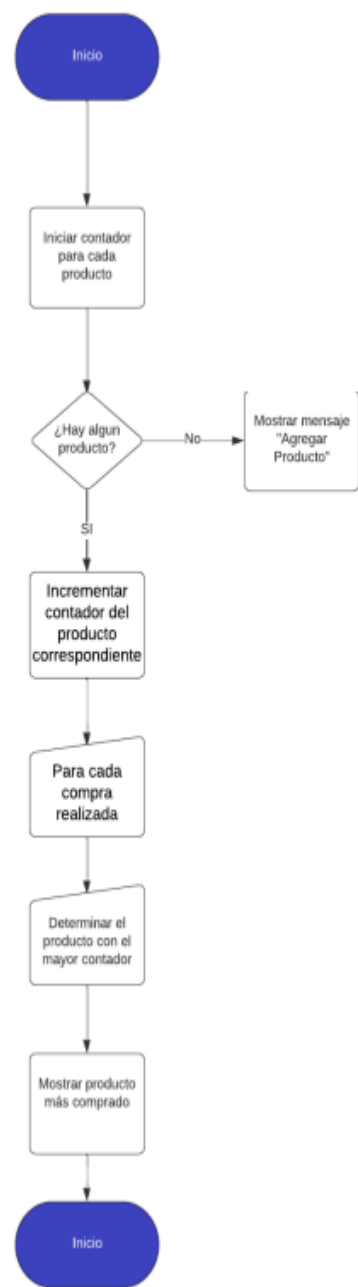 Inicio
Iniciar contador
para cada
producto
¿Hay algun
producto?
No
Mostrar mensaje
"Agregar
Producto"
SI
Incrementar
contador del
producto
correspondiente
Para cada
compra
realizada
Determinar el
producto con el
mayor contador
Mostrar producto
más comprado
Inicio